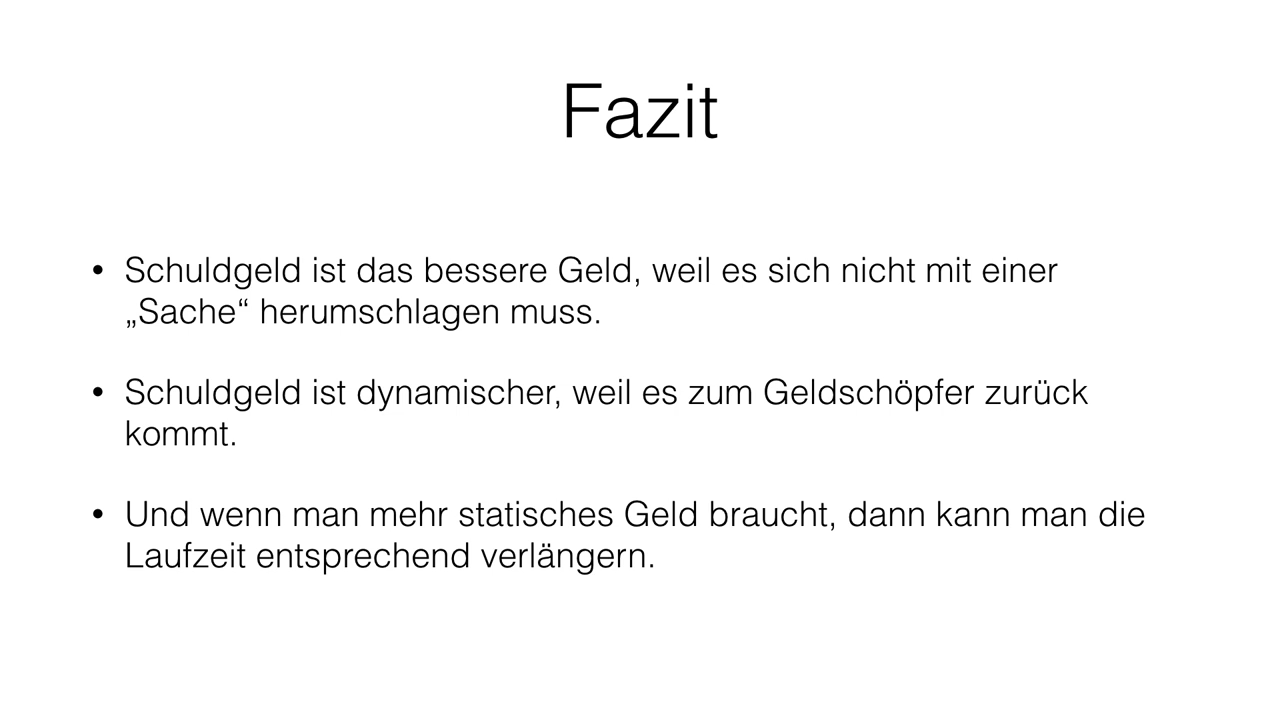 Fazit
• Schuldgeld ist das bessere Geld, weil es sich nicht mit einer
„Sache“ herumschlagen muss.
• Schuldgeld ist dynamischer, weil es zum Geldschöpfer zurück
kommt.
• Und wenn man mehr statisches Geld braucht, dann kann man die
Laufzeit entsprechend verlängern.